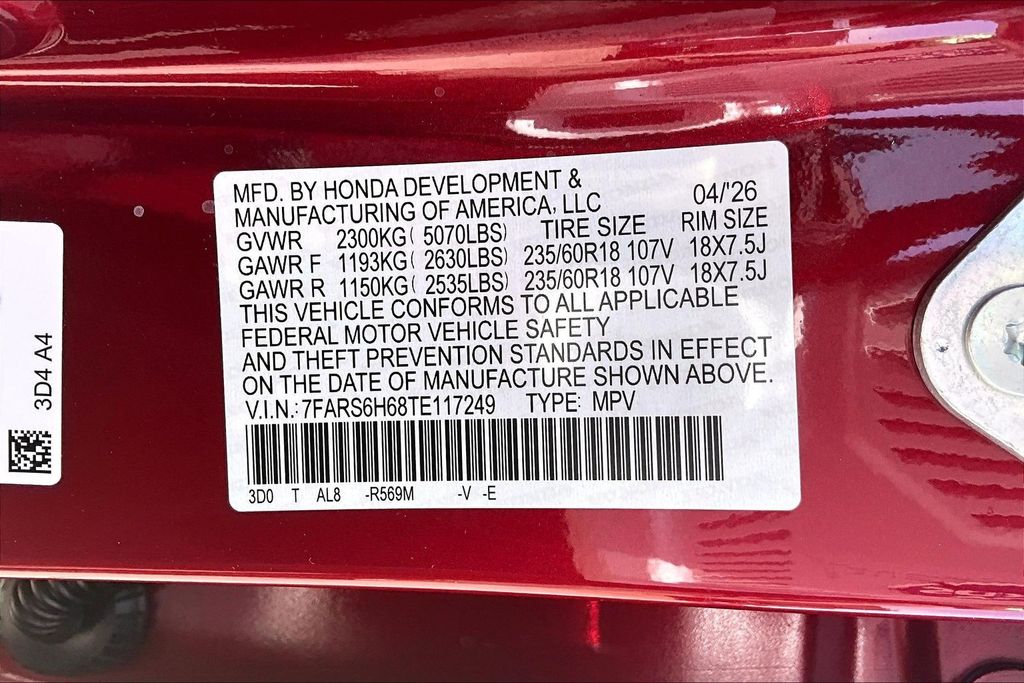 MFD. BY HONDA DEVELOPMENT &
MANUFACTURING OF AMERICA, LLC 04/'26
GVWR 2300KG( 5070LBS) TIRE SIZE RIM SIZE
GAWR F 1193KG( 2630LBS) 235/60R18 107V 18X7.5J
GAWR R 1150KG( 2535LBS) 235/60R18 107V 18X7.5J
THIS VEHICLE CONFORMS TO ALL APPLICABLE
FEDERAL MOTOR VEHICLE SAFETY
AND THEFT PREVENTION STANDARDS IN EFFECT
ON THE DATE OF MANUFACTURE SHOWN ABOVE.
V.I.N.:7FARS6H68TE117249 TYPE: MPV
3D0 T AL8 -R569M -V -E
3D4 A4